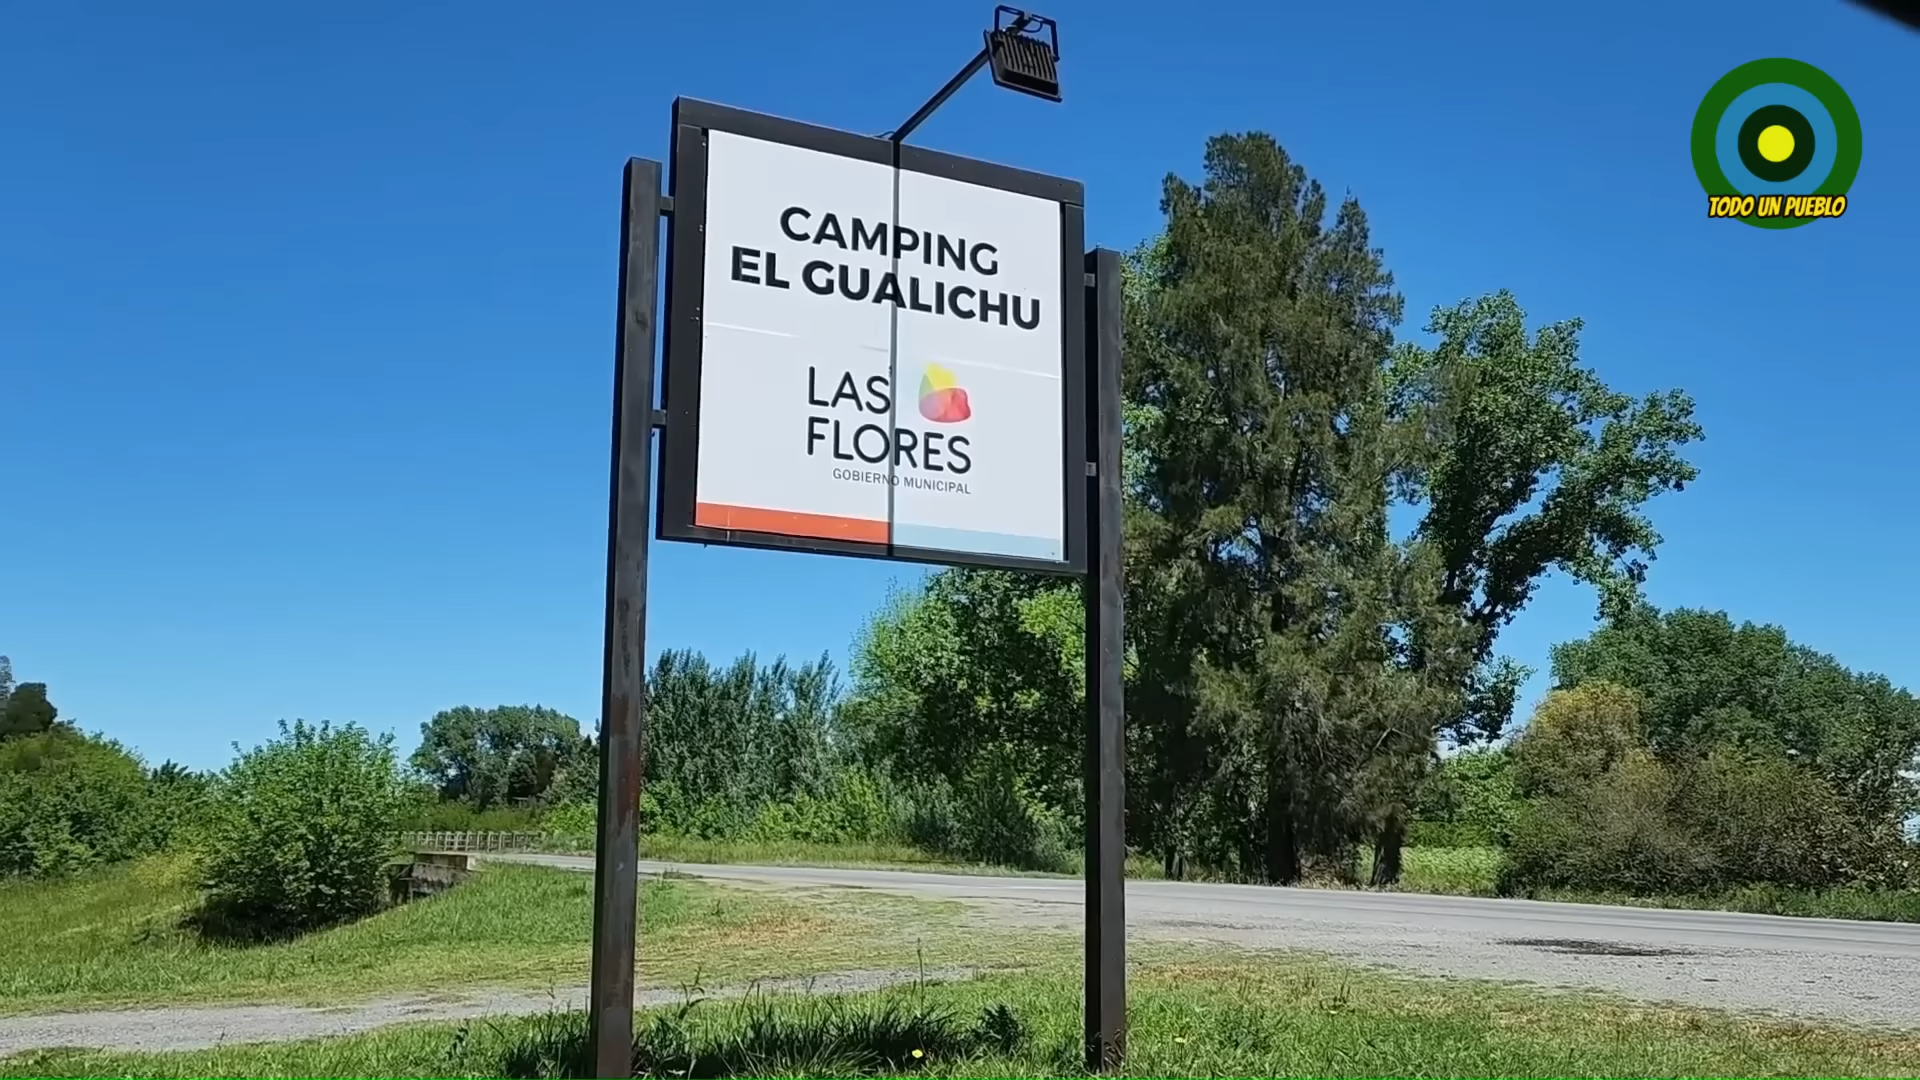 CAMPING
EL GUALICHU
LAS
FLORES
GOBIERNO MUNICIPAL
TODO UN PUEBLO